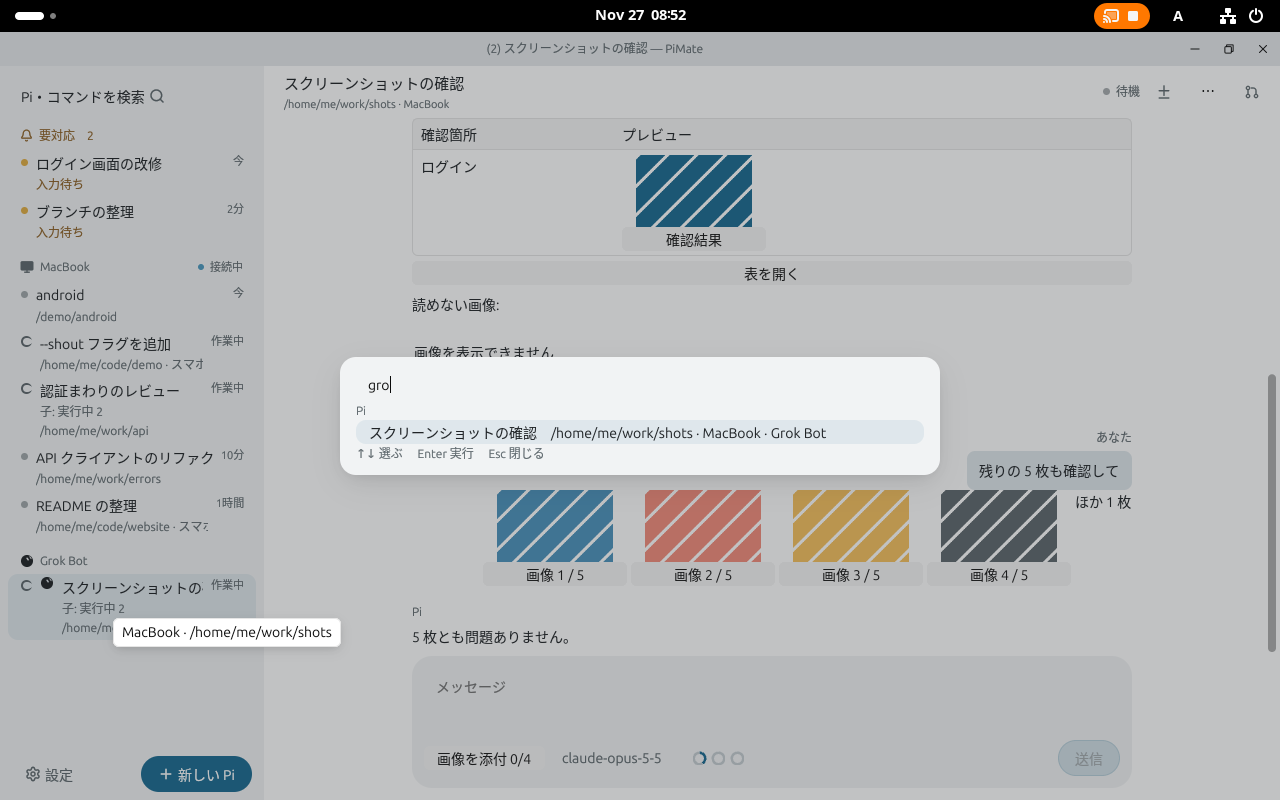 Nov 27 08:52
A
(2) スクリーンショットの確認 — PiMate
Pi・コマンドを検索
要対応 2
ログイン画面の改修 今
入力待ち
ブランチの整理 2分
入力待ち
MacBook 接続中
android 今
/demo/android
--shout フラグを追加 作業中
/home/me/code/demo · スマホ
認証まわりのレビュー 作業中
子: 実行中 2
/home/me/work/api
API クライアントのリファク 10分
/home/me/work/errors
README の整理 1時間
/home/me/code/website · スマホ
Grok Bot
スクリーンショットの 作業中
子: 実行中 2
/home/m
MacBook · /home/me/work/shots
設定
新しい Pi
スクリーンショットの確認
/home/me/work/shots · MacBook
待機
確認箇所 プレビュー
ログイン
確認結果
表を開く
読めない画像:
画像を表示できません
gro
Pi
スクリーンショットの確認 /home/me/work/shots · MacBook · Grok Bot
↑↓ 選ぶ Enter 実行 Esc 閉じる
あなた
残りの 5 枚も確認して
ほか 1 枚
画像 1 / 5 画像 2 / 5 画像 3 / 5 画像 4 / 5
Pi
5 枚とも問題ありません。
メッセージ
画像を添付 0/4 claude-opus-5-5 送信